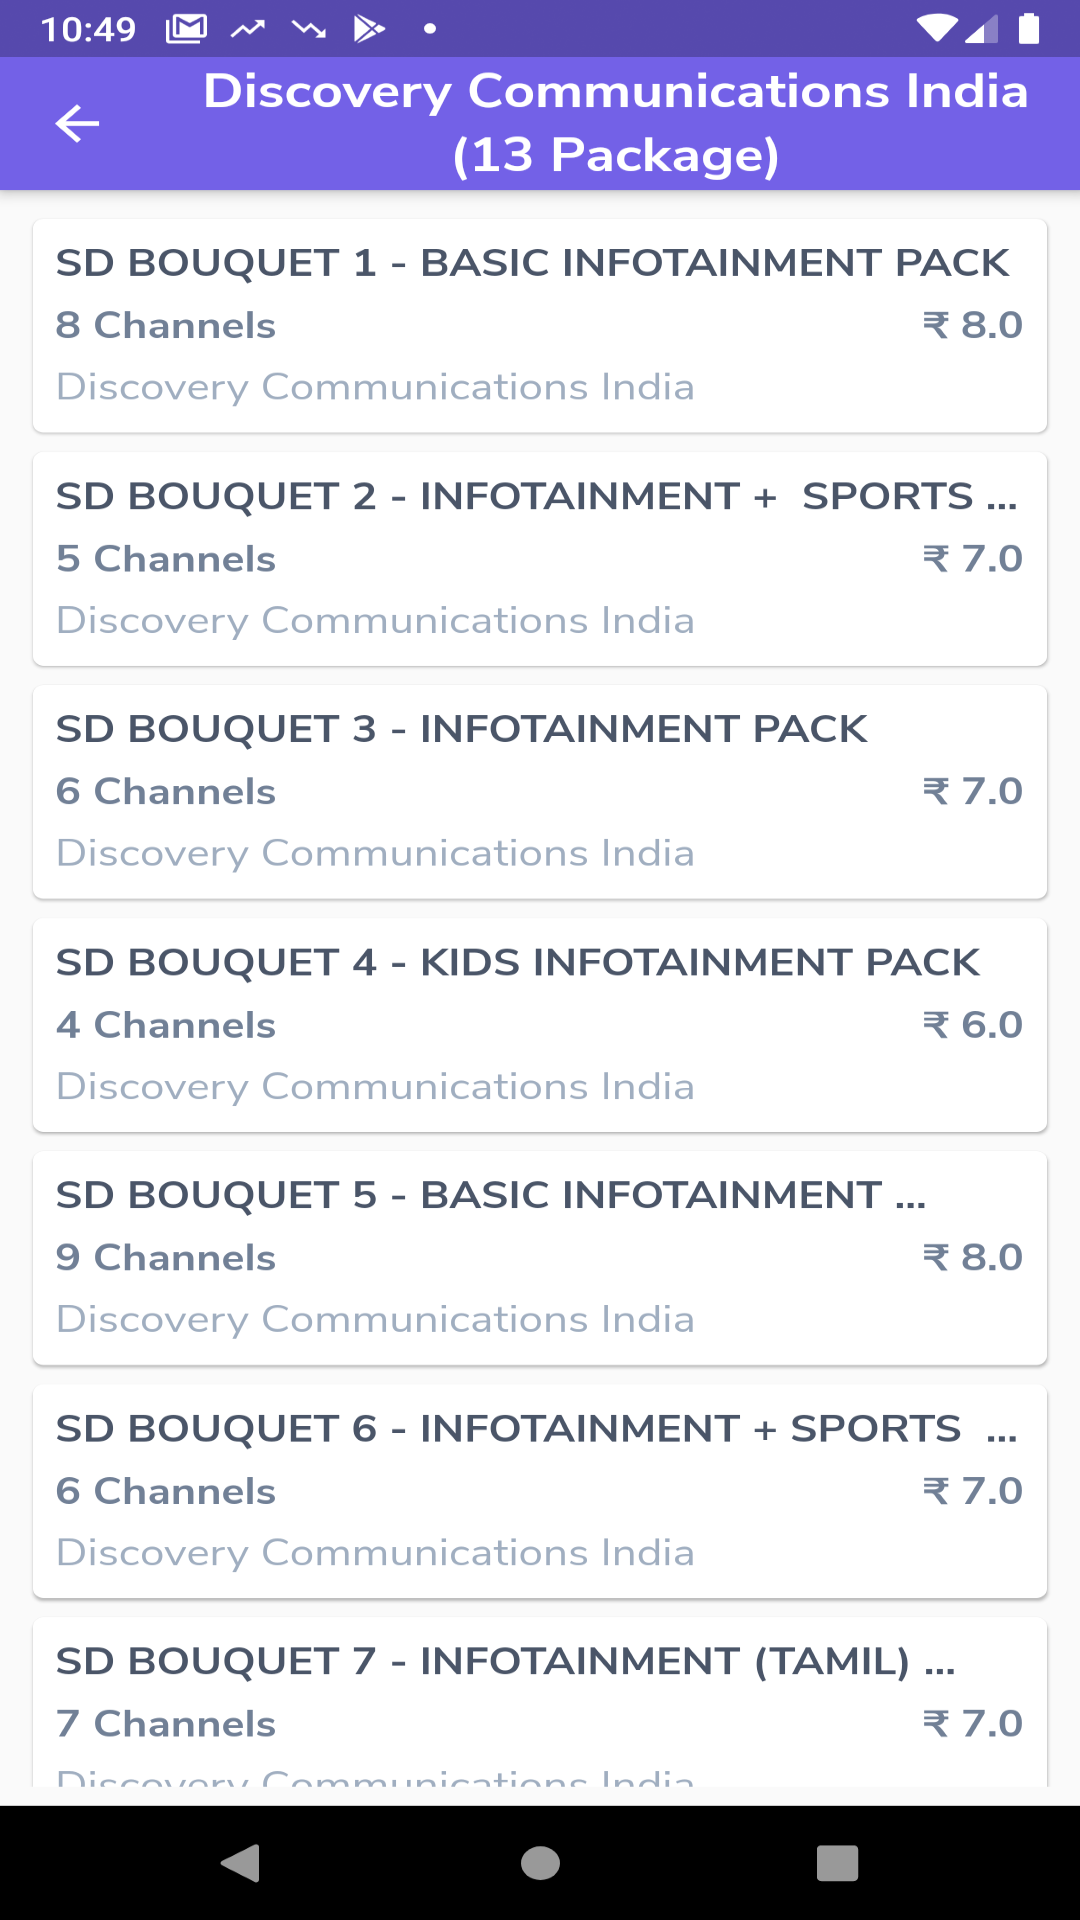 10:49
Discovery Communications India
(13 Package)
SD BOUQUET 1 - BASIC INFOTAINMENT PACK
8 Channels ₹ 8.0
Discovery Communications India
SD BOUQUET 2 - INFOTAINMENT +  SPORTS ...
5 Channels ₹ 7.0
Discovery Communications India
SD BOUQUET 3 - INFOTAINMENT PACK
6 Channels ₹ 7.0
Discovery Communications India
SD BOUQUET 4 - KIDS INFOTAINMENT PACK
4 Channels ₹ 6.0
Discovery Communications India
SD BOUQUET 5 - BASIC INFOTAINMENT ...
9 Channels ₹ 8.0
Discovery Communications India
SD BOUQUET 6 - INFOTAINMENT + SPORTS  ...
6 Channels ₹ 7.0
Discovery Communications India
SD BOUQUET 7 - INFOTAINMENT (TAMIL) ...
7 Channels ₹ 7.0
Discovery Communications India